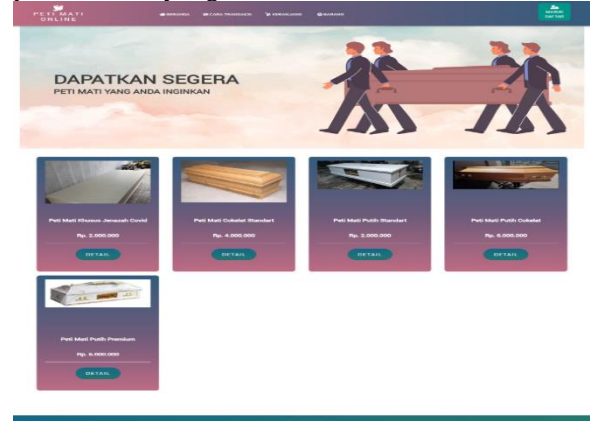 PETI MATI
ONLINE
BERANDA
CARA TRANSAKSI
KERANJANG
MASUK/
DAFTAR
DAPATKAN SEGERA
PETI MATI YANG ANDA INGINKAN
Peti Mati Khusus Jenazah Covid
Rp. 2.000.000
DETAIL
Peti Mati Cokelat Standart
Rp. 4.000.000
DETAIL
Peti Mati Putih Standart
Rp. 3.000.000
DETAIL
Peti Mati Putih Cokelat
Rp. 6.000.000
DETAIL
Peti Mati Putih Premium
Rp. 6.000.000
DETAIL